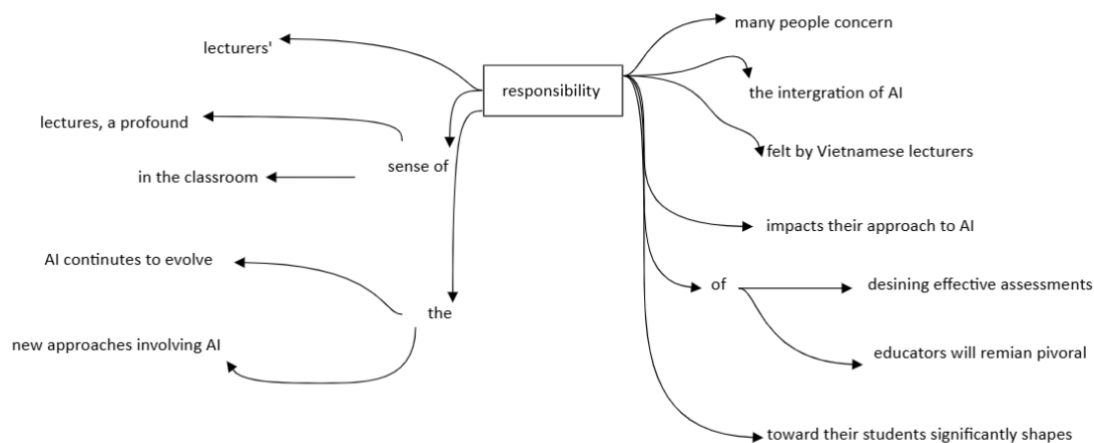 many people concern
lecturers'
responsibility
the intergration of AI
lectures, a profound
felt by Vietnamese lecturers
sense of
in the classroom
impacts their approach to AI
AI continutes to evolve
of
desining effective assessments
the
new approaches involving AI
educators will remian pivoral
toward their students significantly shapes